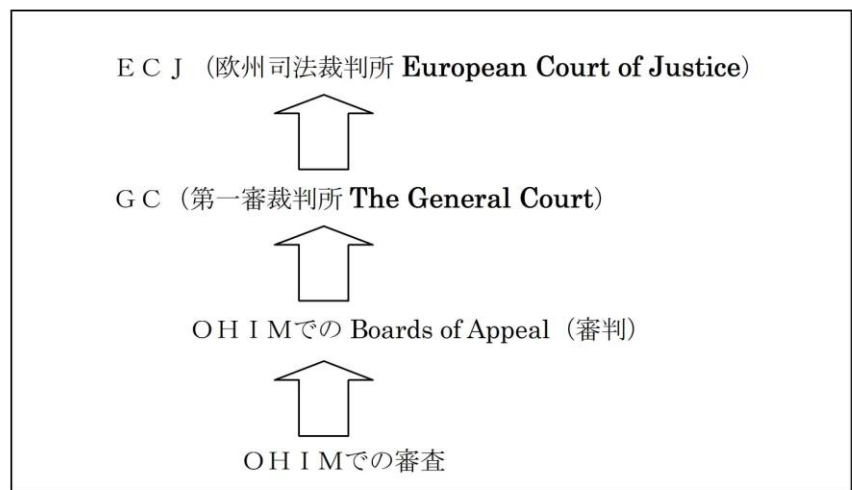 ＥＣＪ（欧州司法裁判所 European Court of Justice）
ＧＣ（第一審裁判所 The General Court）
ＯＨＩＭでの Boards of Appeal（審判）
ＯＨＩＭでの審査